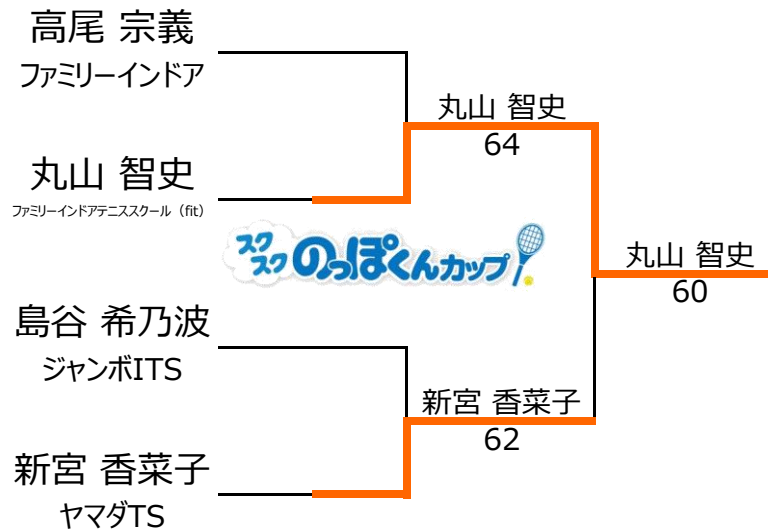 高尾 宗義
ファミリーインドア
丸山 智史
64
丸山 智史
ファミリーインドアテニススクール（fit）
スクスクのっぽくんカップ
丸山 智史
60
島谷 希乃波
ジャンボITS
新宮 香菜子
62
新宮 香菜子
ヤマダTS